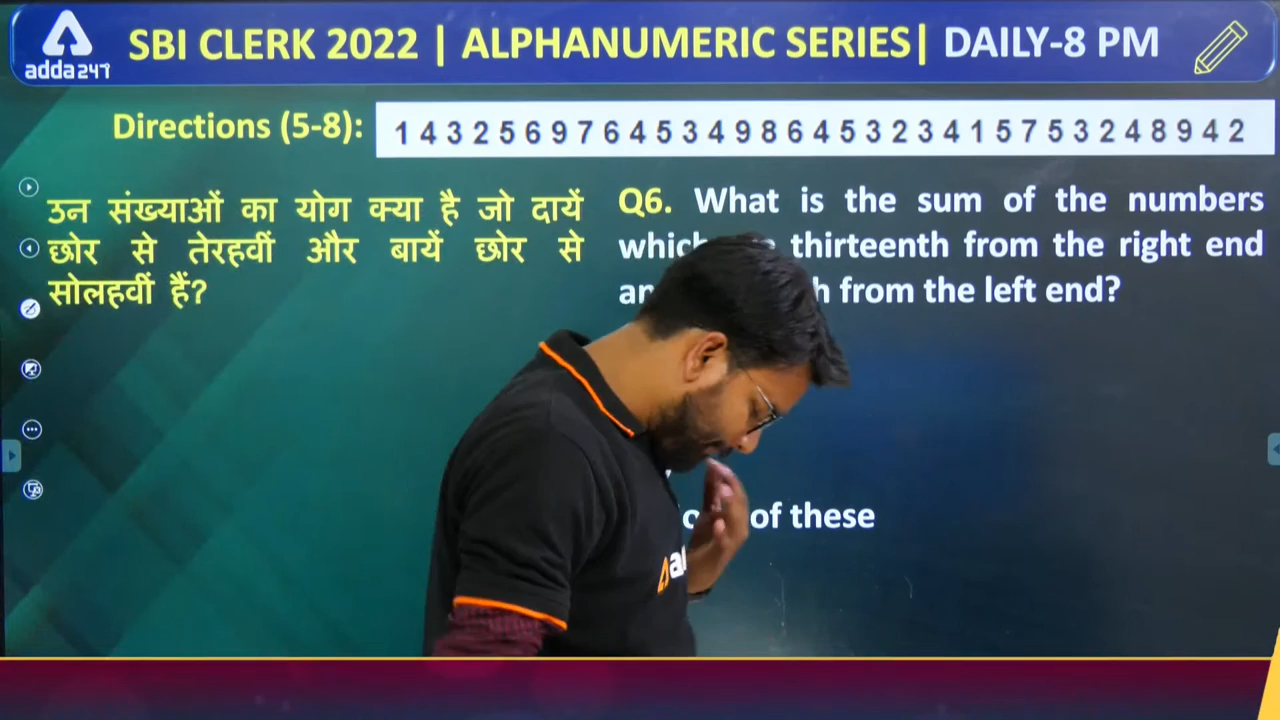 adda247
SBI CLERK 2022 | ALPHANUMERIC SERIES| DAILY-8 PM
Directions (5-8):
1 4 3 2 5 6 9 7 6 4 5 3 4 9 8 6 4 5 3 2 3 4 1 5 7 5 3 2 4 8 9 4 2
उन संख्याओं का योग क्या है जो दायें
छोर से तेरहवीं और बायें छोर से
सोलहवीं हैं?
Q6. What is the sum of the numbers
which thirteenth from the right end
from the left end?
of these